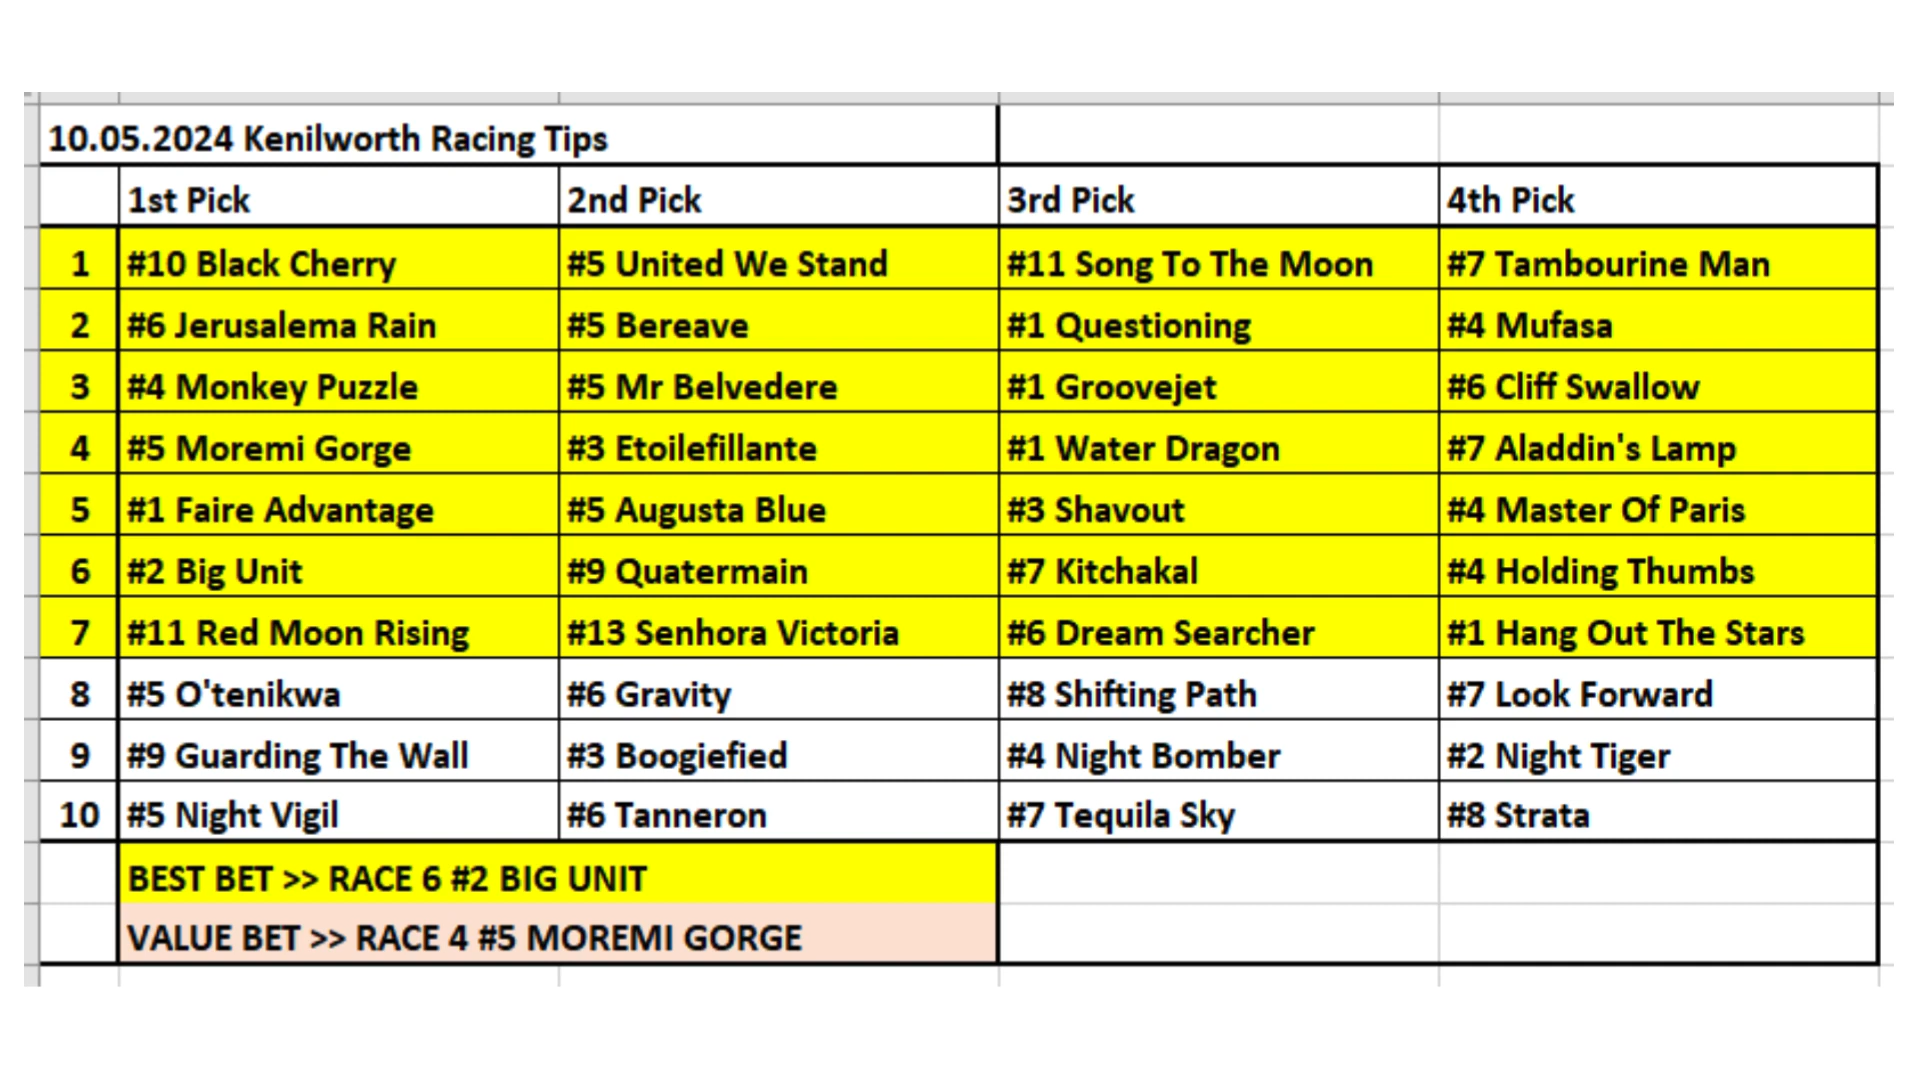 10.05.2024 Kenilworth Racing Tips
1st Pick 2nd Pick 3rd Pick 4th Pick
1 #10 Black Cherry #5 United We Stand #11 Song To The Moon #7 Tambourine Man
2 #6 Jerusalema Rain #5 Bereave #1 Questioning #4 Mufasa
3 #4 Monkey Puzzle #5 Mr Belvedere #1 Groovejet #6 Cliff Swallow
4 #5 Moremi Gorge #3 Etoilefillante #1 Water Dragon #7 Aladdin's Lamp
5 #1 Faire Advantage #5 Augusta Blue #3 Shavout #4 Master Of Paris
6 #2 Big Unit #9 Quatermain #7 Kitchakal #4 Holding Thumbs
7 #11 Red Moon Rising #13 Senhora Victoria #6 Dream Searcher #1 Hang Out The Stars
8 #5 O'tenikwa #6 Gravity #8 Shifting Path #7 Look Forward
9 #9 Guarding The Wall #3 Boogiefied #4 Night Bomber #2 Night Tiger
10 #5 Night Vigil #6 Tanneron #7 Tequila Sky #8 Strata
BEST BET >> RACE 6 #2 BIG UNIT
VALUE BET >> RACE 4 #5 MOREMI GORGE